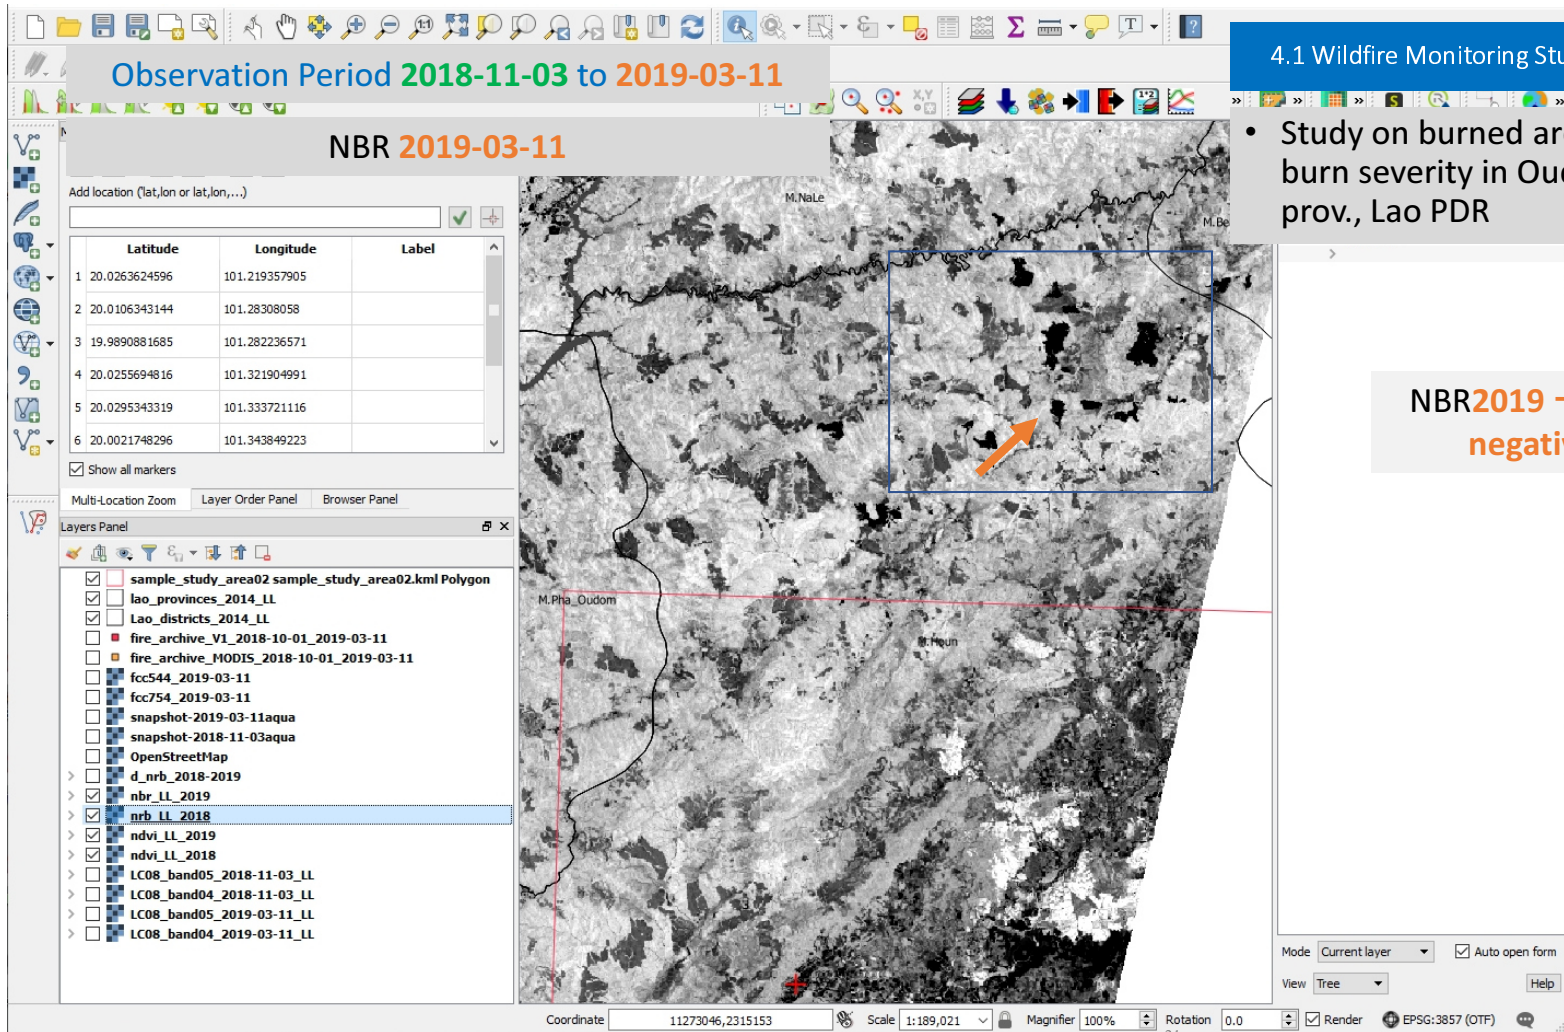 Observation Period 2018-11-03 to 2019-03-11
NBR 2019-03-11
4.1 Wildfire Monitoring
• Study on burned
burn severity in
prov., Lao PDR
Add location ('lat,lon or lat,lon,...)
Latitude Longitude Label
1 20.0263624596 101.219357905
2 20.0106343144 101.28308058
3 19.9890881685 101.282236571
4 20.0255694816 101.321904991
5 20.0295343319 101.333721116
6 20.0021748296 101.343849223
Show all markers
Multi-Location Zoom Layer Order Panel Browser Panel
Layers Panel
sample_study_area02 sample_study_area02.kml Polygon
lao_provinces_2014_LL
Lao_districts_2014_LL
fire_archive_V1_2018-10-01_2019-03-11
fire_archive_MODIS_2018-10-01_2019-03-11
fcc544_2019-03-11
fcc754_2019-03-11
snapshot-2019-03-11aqua
snapshot-2018-11-03aqua
OpenStreetMap
d_nrb_2018-2019
nbr_LL_2019
nrb_LL_2018
ndvi_LL_2019
ndvi_LL_2018
LC08_band05_2018-11-03_LL
LC08_band04_2018-11-03_LL
LC08_band05_2019-03-11_LL
LC08_band04_2019-03-11_LL
M.NaLe
M.Be
M.Pha_Oudom
M.Houn
NBR2019
Mode Current layer Auto open form
View Tree Help
Coordinate 11273046,2315153 Scale 1:189,021 Magnifier 100% Rotation 0.0 Render EPSG:3857 (OTF)